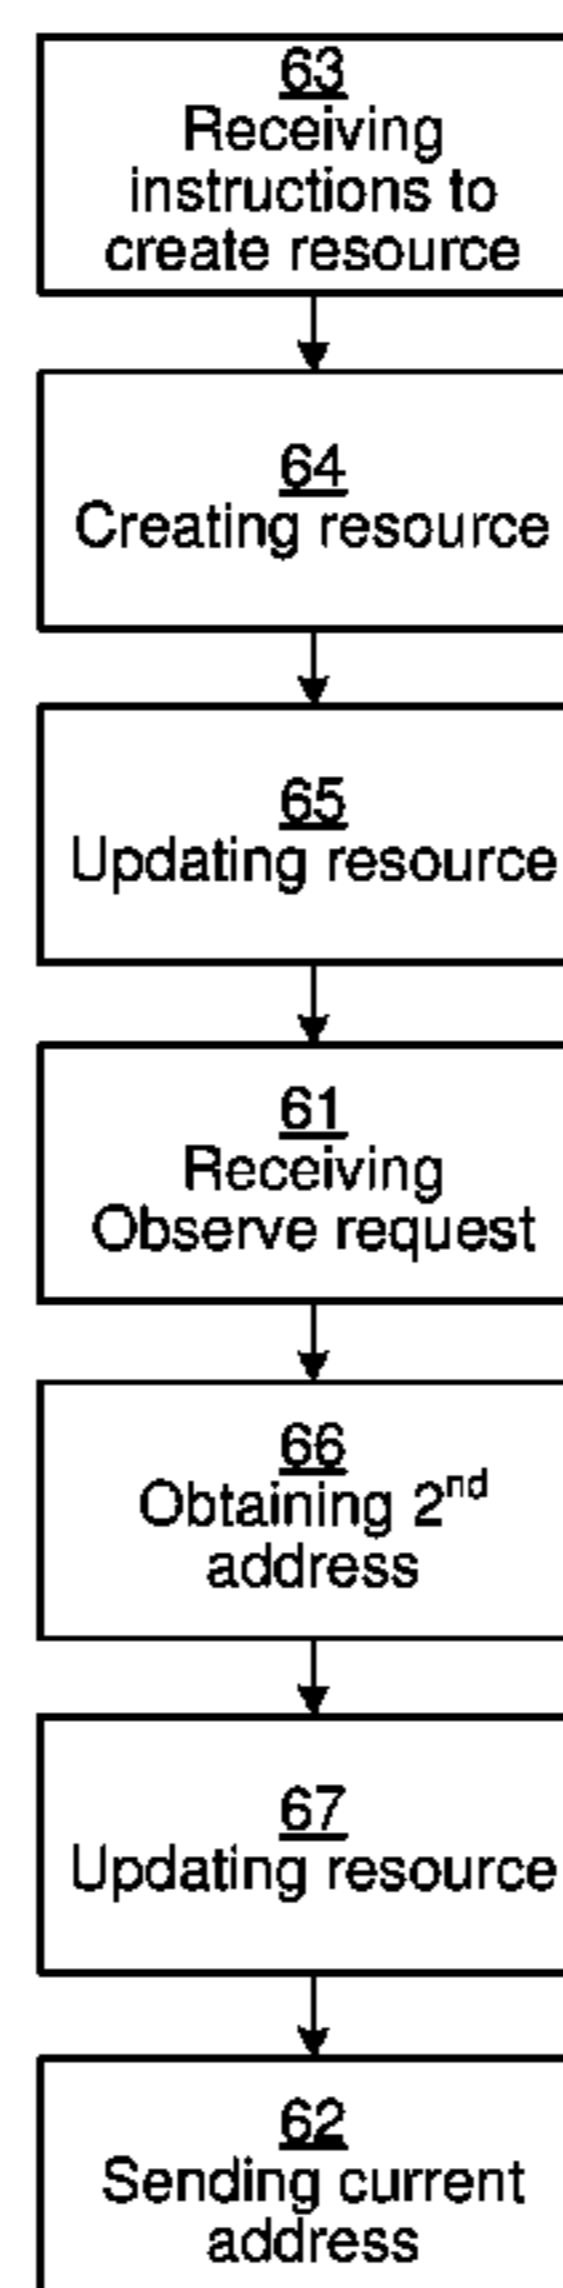 63
Receiving
instructions to
create resource
64
Creating resource
65
Updating resource
61
Receiving
Observe request
66
Obtaining 2nd
address
67
Updating resource
62
Sending current
address